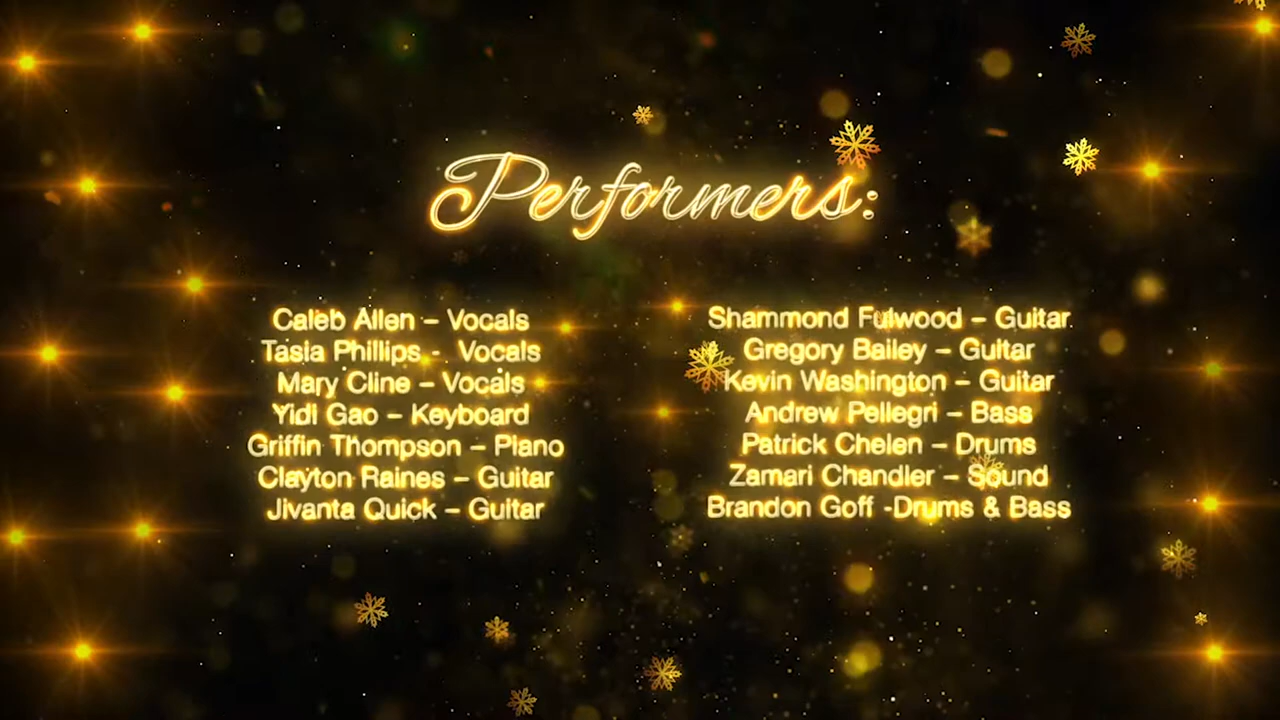 Performers:
Caleb Allen – Vocals
Tasia Phillips - Vocals
Mary Cline – Vocals
Yidi Gao – Keyboard
Griffin Thompson – Piano
Clayton Raines – Guitar
Jivanta Quick – Guitar
Shammond Fulwood – Guitar
Gregory Bailey – Guitar
Kevin Washington – Guitar
Andrew Pellegri – Bass
Patrick Chelen – Drums
Zamari Chandler – Sound
Brandon Goff -Drums & Bass